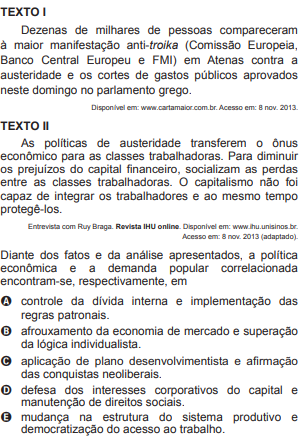 TEXTO I
Dezenas de milhares de pessoas compareceram
à maior manifestação anti-troika (Comissão Europeia,
Banco Central Europeu e FMI) em Atenas contra a
austeridade e os cortes de gastos públicos aprovados
neste domingo no parlamento grego.
Disponível em: www.cartamaior.com.br. Acesso em: 8 nov. 2013.
TEXTO II
As políticas de austeridade transferem o ônus
econômico para as classes trabalhadoras. Para diminuir
os prejuízos do capital financeiro, socializam as perdas
entre as classes trabalhadoras. O capitalismo não foi
capaz de integrar os trabalhadores e ao mesmo tempo
protegê-los.
Entrevista com Ruy Braga. Revista IHU online. Disponível em: www.ihu.unisinos.br.
Acesso em: 8 nov. 2013 (adaptado).
Diante dos fatos e da análise apresentados, a política
econômica e a demanda popular correlacionada
encontram-se, respectivamente, em
A controle da dívida interna e implementação das
regras patronais.
B afrouxamento da economia de mercado e superação
da lógica individualista.
C aplicação de plano desenvolvimentista e afirmação
das conquistas neoliberais.
D defesa dos interesses corporativos do capital e
manutenção de direitos sociais.
E mudança na estrutura do sistema produtivo e
democratização do acesso ao trabalho.